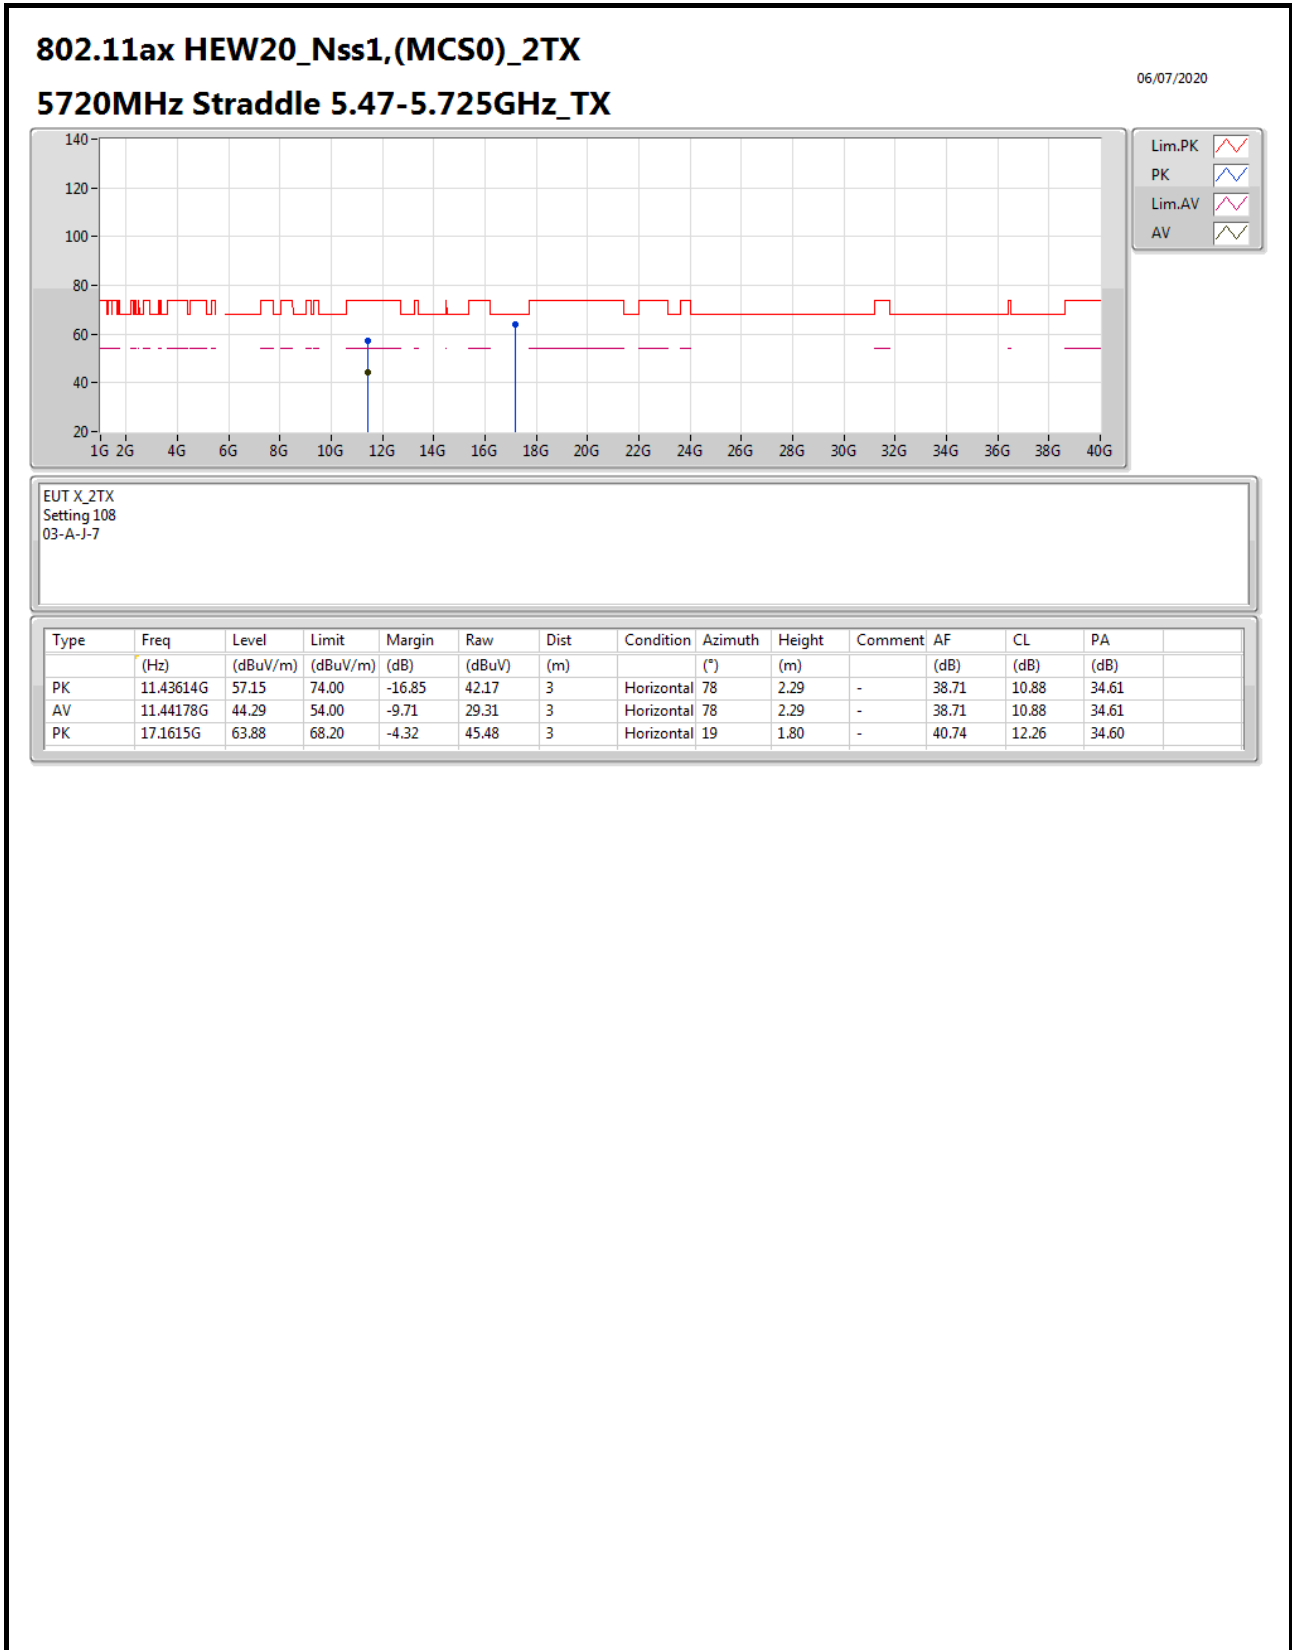 802.11ax HEW20_Nss1,(MCS0)_2TX
06/07/2020
5720MHz Straddle 5.47-5.725GHz_TX
140
120
100
80
60
40
20
1G 2G 4G 6G 8G 10G 12G 14G 16G 18G 20G 22G 24G 26G 28G 30G 32G 34G 36G 38G 40G
Lim.PK
PK
Lim.AV
AV
EUT X_2TX
Setting 108
03-A-J-7
Type Freq Level Limit Margin Raw Dist Condition Azimuth Height Comment AF CL PA
(Hz) (dBuV/m) (dBuV/m) (dB) (dBuV) (m) (°) (m) (dB) (dB) (dB)
PK 11.43614G 57.15 74.00 -16.85 42.17 3 Horizontal 78 2.29 - 38.71 10.88 34.61
AV 11.44178G 44.29 54.00 -9.71 29.31 3 Horizontal 78 2.29 - 38.71 10.88 34.61
PK 17.1615G 63.88 68.20 -4.32 45.48 3 Horizontal 19 1.80 - 40.74 12.26 34.60